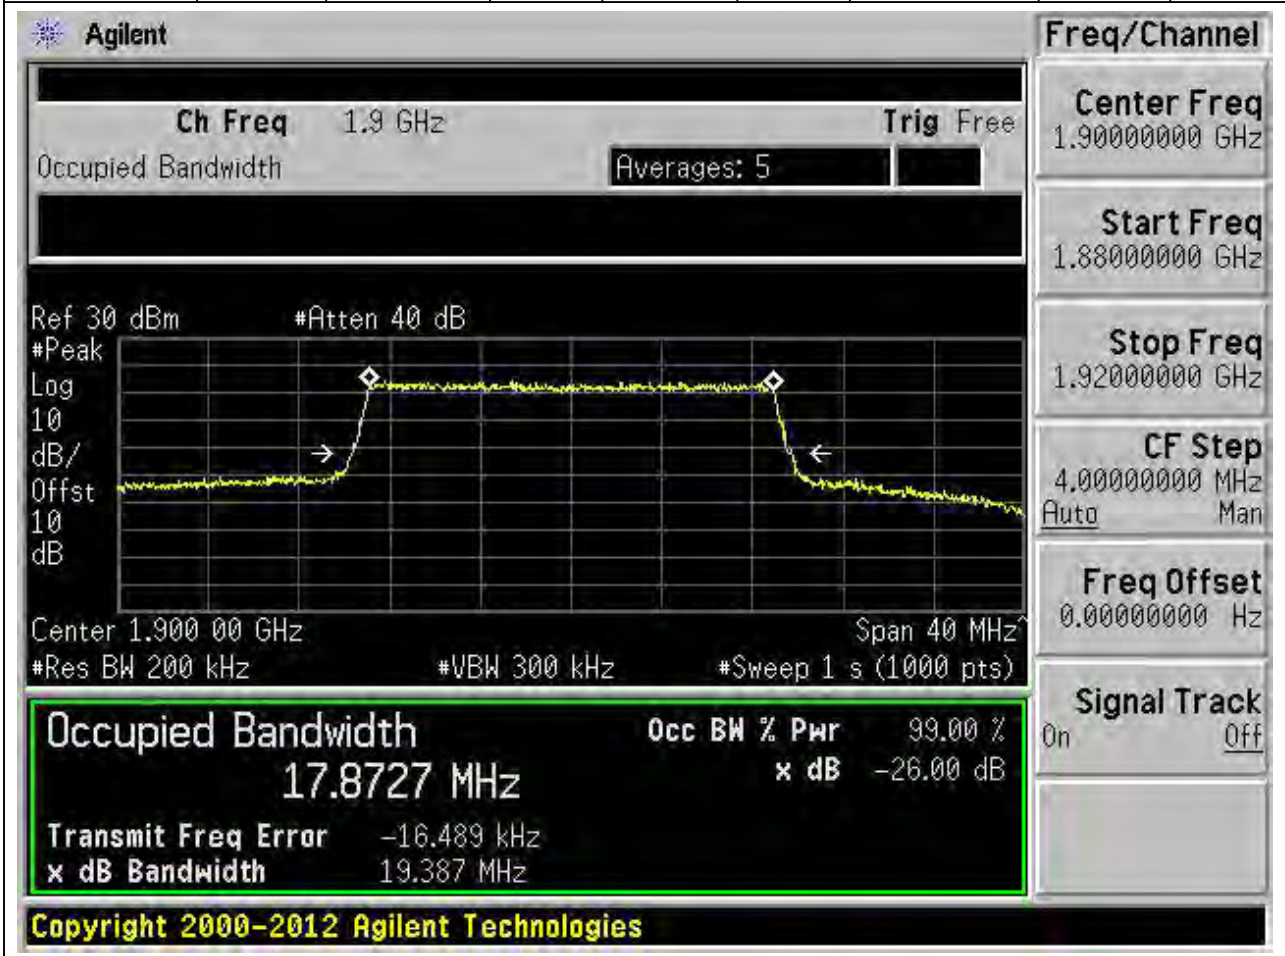 Agilent
Freq/Channel
Ch Freq 1.9 GHz Trig Free
Occupied Bandwidth Averages: 5
Center Freq
1.90000000 GHz
Start Freq
1.88000000 GHz
Stop Freq
1.92000000 GHz
CF Step
4.00000000 MHz
Auto Man
Freq Offset
0.00000000 Hz
Signal Track
On Off
Ref 30 dBm #Atten 40 dB
#Peak
Log
10
dB/
Offst
10
dB
Center 1.900 00 GHz Span 40 MHz^
#Res BW 200 kHz #VBW 300 kHz #Sweep 1 s (1000 pts)
Occupied Bandwidth
17.8727 MHz
Occ BW % Pwr 99.00 %
x dB -26.00 dB
Transmit Freq Error -16.489 kHz
x dB Bandwidth 19.387 MHz
Copyright 2000-2012 Agilent Technologies